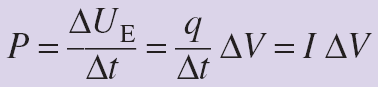 P = ΔU_E / Δt = q / Δt ΔV = I ΔV